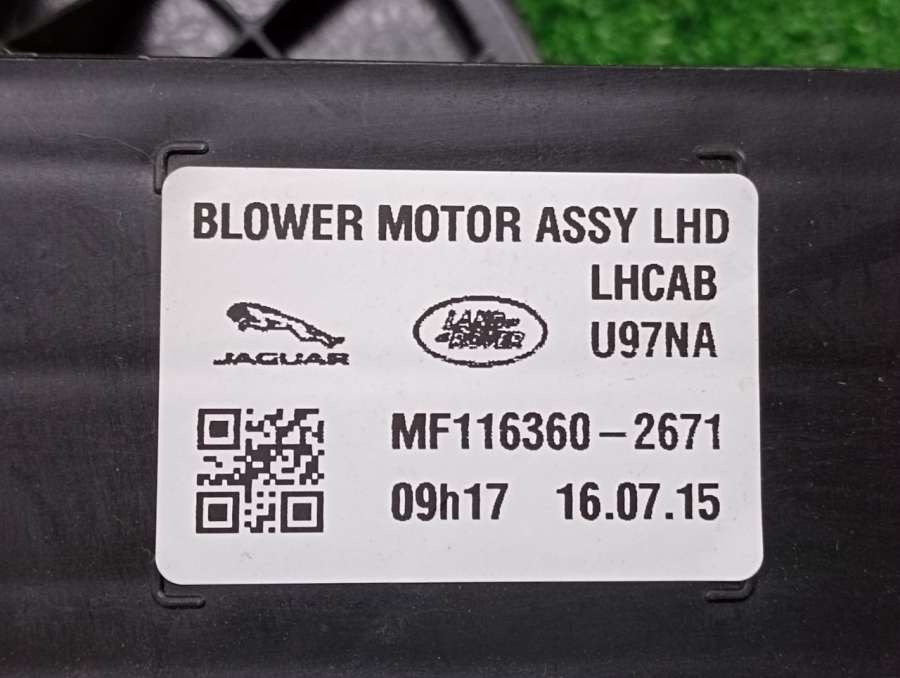 BLOWER MOTOR ASSY LHD
LHCAB
JAGUAR
LAND
ROVER
U97NA
MF116360-2671
09h17 16.07.15